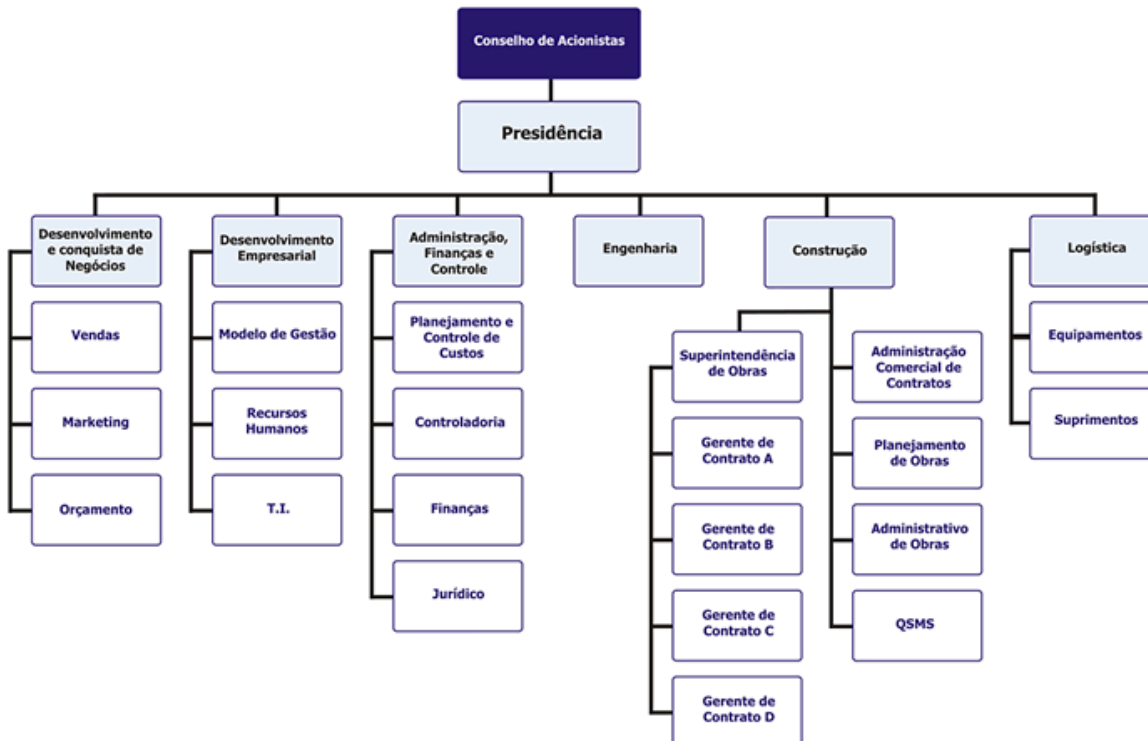 Conselho de Acionistas
Presidência
Desenvolvimento
e conquista de
Negócios
Vendas
Marketing
Orçamento
Desenvolvimento
Empresarial
Modelo de Gestão
Recursos
Humanos
T.I.
Administração,
Finanças e
Controle
Planejamento e
Controle de
Custos
Controladoria
Finanças
Jurídico
Engenharia
Construção
Superintendência
de Obras
Gerente de
Contrato A
Gerente de
Contrato B
Gerente de
Contrato C
Gerente de
Contrato D
Administração
Comercial de
Contratos
Planejamento
de Obras
Administrativo
de Obras
QSMS
Logística
Equipamentos
Suprimentos